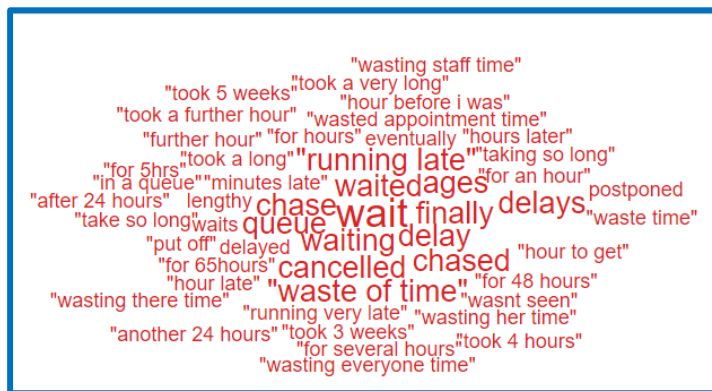 "wasting staff time"
"took a very long"
"took 5 weeks"
"hour before i was"
"took a further hour" "wasted appointment time"
"further hour" "for hours" eventually "hours later"
"took a long" "running late" "taking so long"
"for 5hrs" "for an hour"
"in a queue" "minutes late" waited ages postponed
"after 24 hours" lengthy chase wait finally delays
"take so long" waits queue "waste time"
"put off" delayed waiting delay "hour to get"
"for 65hours" cancelled chased
"hour late" "waste of time" "for 48 hours"
"wasting there time" "wasnt seen"
"running very late" "wasting her time"
"another 24 hours" "took 3 weeks"
"for several hours" "took 4 hours"
"wasting everyone time"